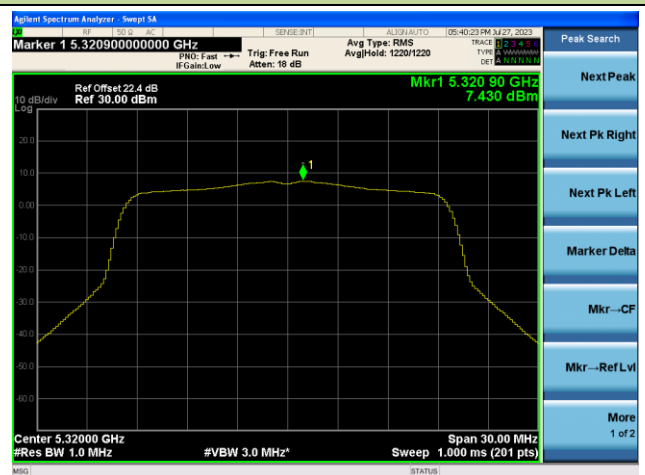 Agilent Spectrum Analyzer - Swept SA
LXI RF 50 Ω AC SENSE:INT ALIGN AUTO 05:40:23 PM Jul 27, 2023
Marker 1 5.320900000000 GHz
PNO: Fast
IFGain:Low
Trig: Free Run
Atten: 18 dB
Avg Type: RMS
Avg|Hold: 1220/1220
TRACE 1 2 3 4 5 6
TYPE A WWWWW
DET A N N N N N
Peak Search
Ref Offset 22.4 dB
Ref 30.00 dBm
10 dB/div
Log
Mkr1 5.320 90 GHz
7.430 dBm
Next Peak
20.0
Next Pk Right
10.0
1
0.00
Next Pk Left
-10.0
-20.0
Marker Delta
-30.0
Mkr→CF
-40.0
-50.0
Mkr→Ref Lvl
-60.0
More
1 of 2
Center 5.32000 GHz
Span 30.00 MHz
#Res BW 1.0 MHz
#VBW 3.0 MHz*
Sweep 1.000 ms (201 pts)
MSG
STATUS